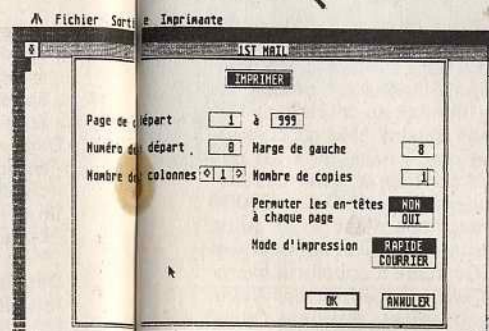 Fichier Sortie Imprimante
1ST MAIL
IMPRIMER
Page de départ 1 à 999
Numéro de départ 0 Marge de gauche 8
Nombre de colonnes 1 Nombre de copies 1
Permuter les en-têtes NON
à chaque page OUI
Mode d'impression RAPIDE
COURRIER
OK ANNULER